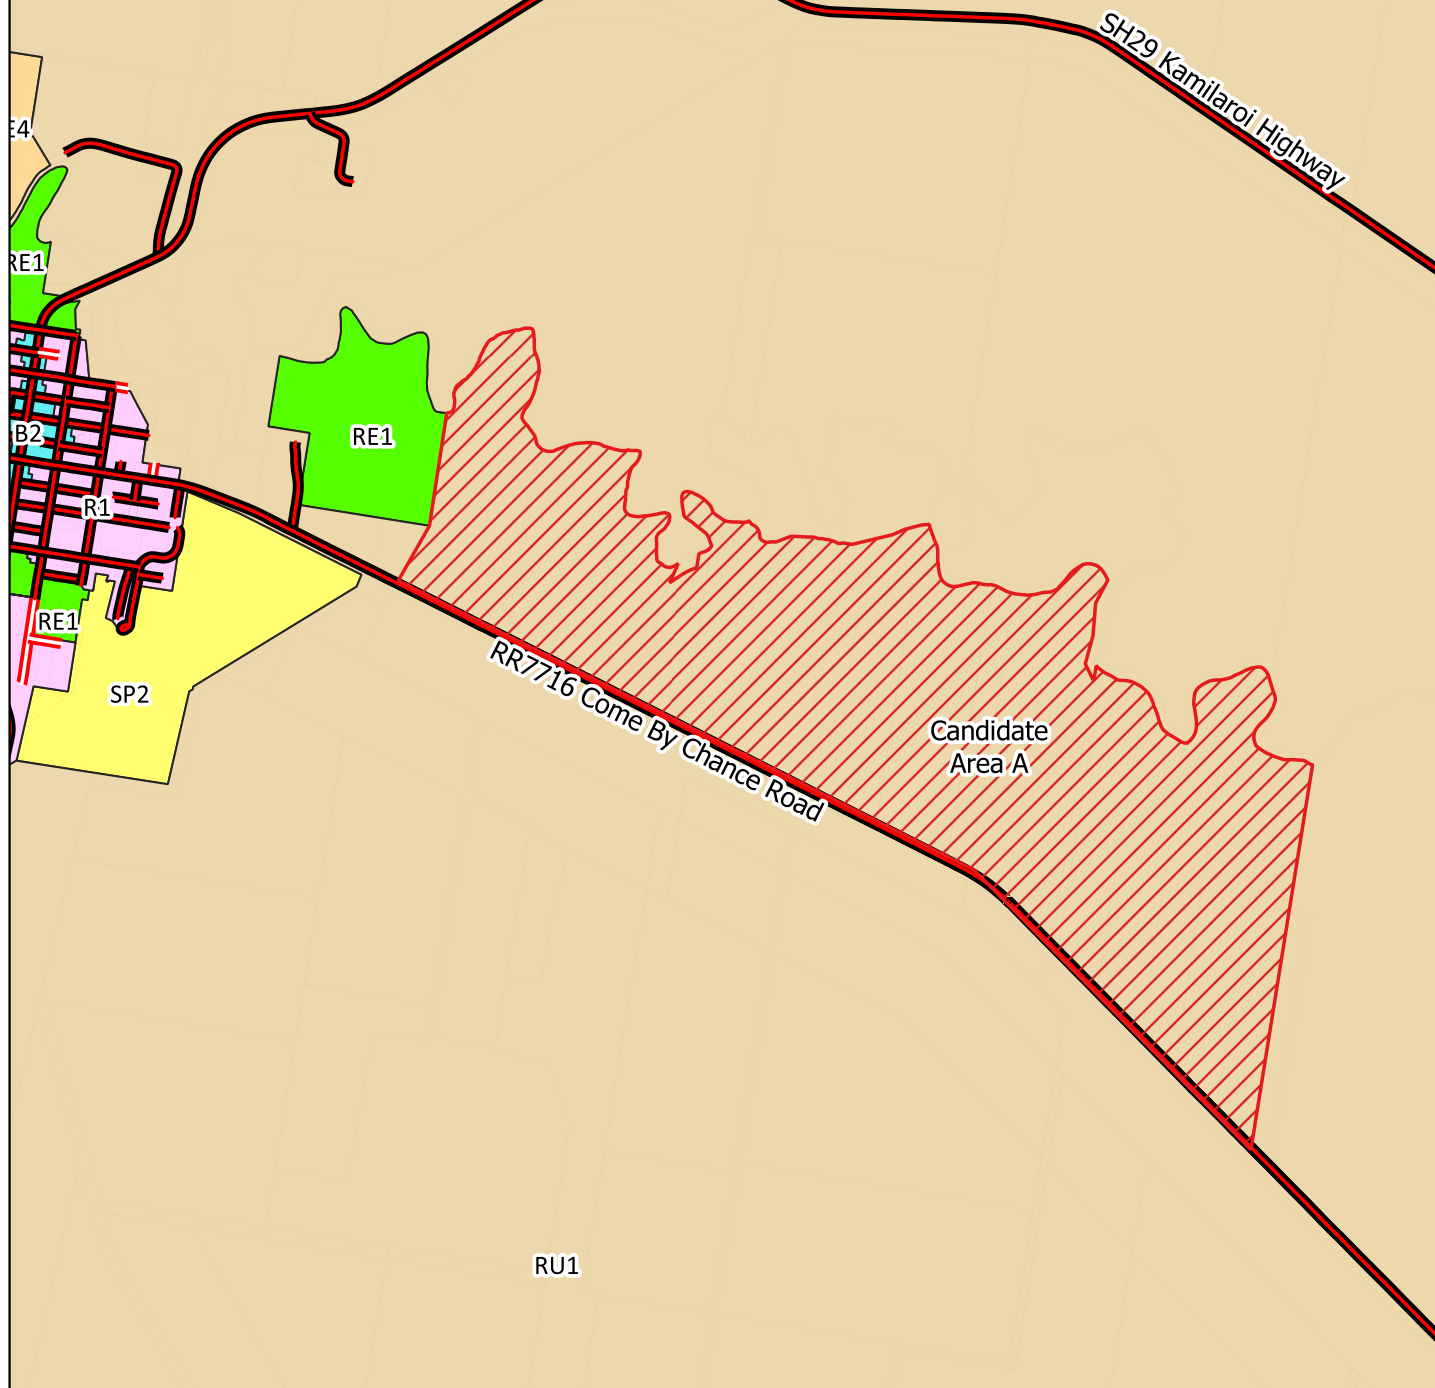 SH29 Kamilaroi Highway
E4
RE1
B2
RE1
R1
RE1
SP2
RR7716 Come By Chance Road
Candidate
Area A
RU1